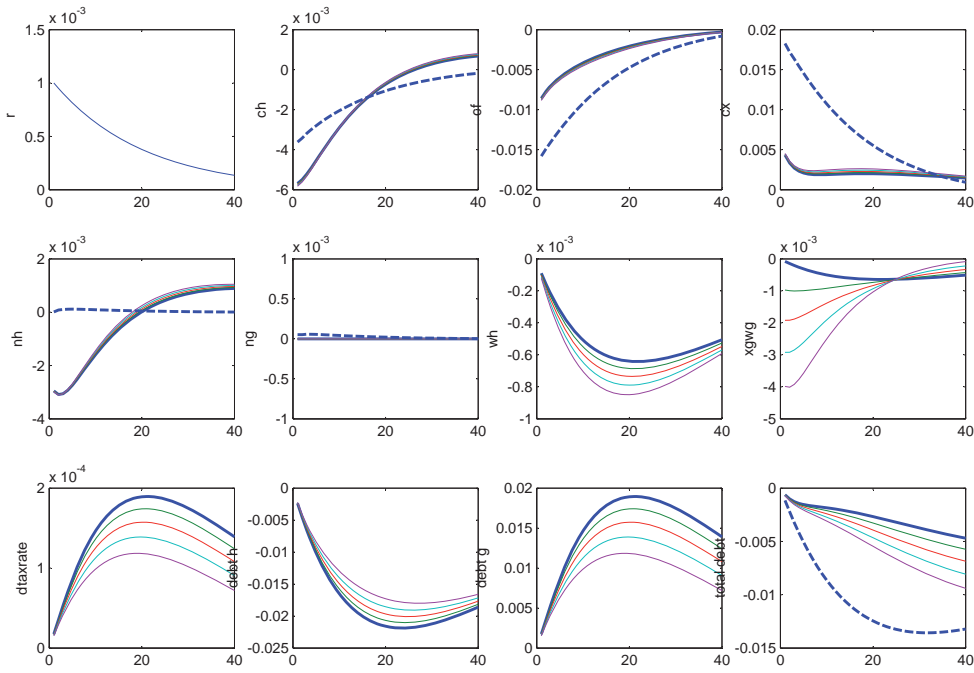 x 10^-3
1.5
1
0.5
0
r
0 20 40
x 10^-3
2
0
-2
-4
-6
ch
0 20 40
0
-0.005
-0.01
-0.015
-0.02
of
0 20 40
0.02
0.015
0.01
0.005
0
cx
0 20 40
x 10^-3
2
0
-2
-4
nh
0 20 40
x 10^-3
1
0.5
0
-0.5
-1
ng
0 20 40
x 10^-3
0
-0.2
-0.4
-0.6
-0.8
-1
wh
0 20 40
x 10^-3
0
-1
-2
-3
-4
-5
xgwg
0 20 40
x 10^-4
2
1
0
dtaxrate
0 20 40
0
-0.005
-0.01
-0.015
-0.02
-0.025
debt h
0 20 40
0.02
0.015
0.01
0.005
0
debt g
0 20 40
0
-0.005
-0.01
-0.015
total debt
0 20 40